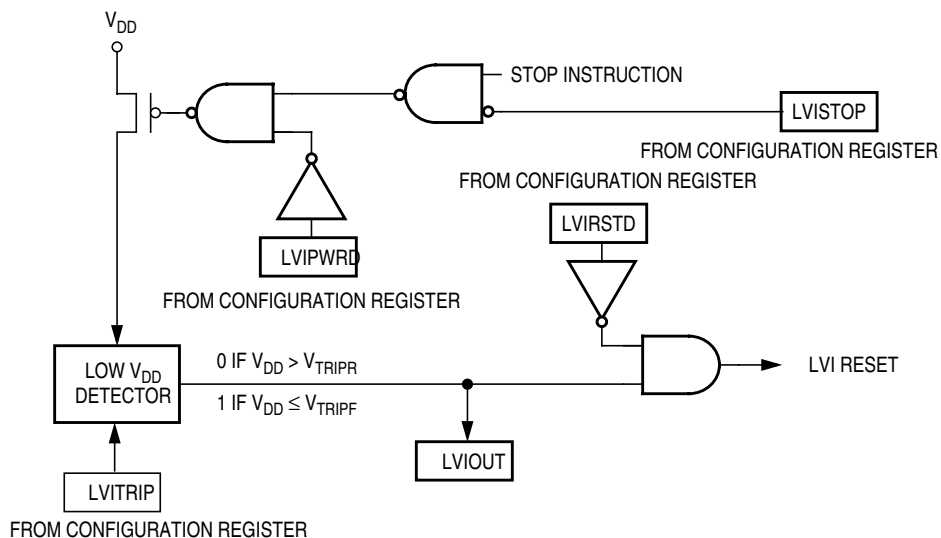 VDD
STOP INSTRUCTION
LVISTOP
FROM CONFIGURATION REGISTER
FROM CONFIGURATION REGISTER
LVIRSTD
LVIPWRD
FROM CONFIGURATION REGISTER
LOW VDD
DETECTOR
0 IF VDD > VTRIPR
1 IF VDD ≤ VTRIPF
LVI RESET
LVIOUT
LVITRIP
FROM CONFIGURATION REGISTER